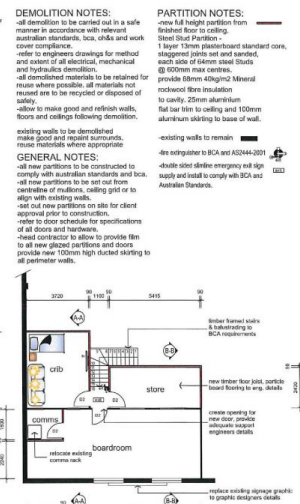 DEMOLITION NOTES:
-all demolition to be carried out in a safe
manner in accordance with relevant
australian standards, bca, oh&s and work
cover compliance.
-refer to engineers drawings for method
and extent of all electrical, mechanical
and hydraulics demolition.
-all demolished materials to be retained for
reuse where possible, all materials not
reused are to be recycled or disposed of
safely.
-allow to make good and refinish walls,
floors and ceilings following demolition.
existing walls to be demolished
make good and repaint surrounds,
reuse materials where appropriate
GENERAL NOTES:
-all new partitions to be constructed to
comply with australian standards and bca.
-all new partitions to be set out from
centreline of mullions, ceiling grid or to
align with existing walls.
-set out new partitions on site for client
approval prior to construction.
-refer to door schedule for specifications
of all doors and hardware.
-head contractor to allow to provide film
to all new glazed partitions and doors
provide new 100mm high ducted skirting to
all perimeter walls.
PARTITION NOTES:
-new full height partition from
finished floor to ceiling.
Steel Stud Partition -
1 layer 13mm plasterboard standard core,
staggered joints set and sanded,
each side of 64mm steel Studs
@ 600mm max centres,
provide 68mm 40kg/m2 Mineral
rockwool fibre insulation
to cavity. 25mm aluminium
flat bar trim to ceiling and 100mm
aluminum skirting to base of wall.
-existing walls to remain
-fire extinguisher to BCA and AS2444-2001
-double sided slimline emergency exit sign
supply and install to comply with BCA and
Australian Standards.
3720
90
1100
50
5415
50
A-A
B-B
timber framed stairs
& balustrading to
BCA requirements
crib
store
new timber floor joist, particle
board flooring to eng. details
2400
comms
create opening for
new door, provide
adequate support
engineers details
1800
boardroom
relocate existing
comms rack
2040
replace existing signage graphic
to graphic designers details
90
A-A
B-B